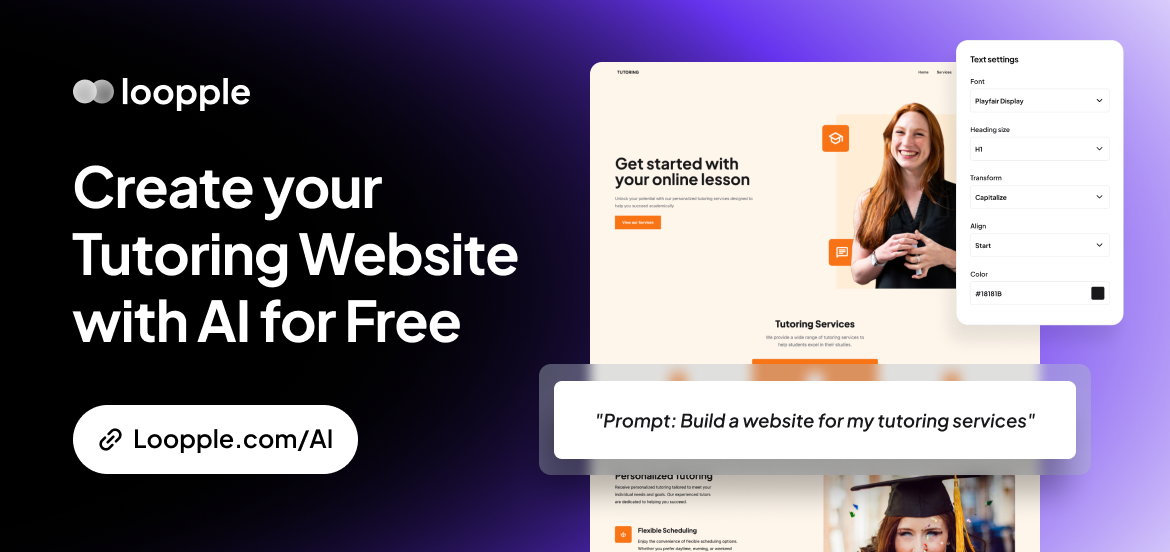 loopple
Create your
Tutoring Website
with AI for Free
Loopple.com/AI
TUTORING
Home Services
Get started with
your online lesson
Unlock your potential with our personalized tutoring services designed to
help you succeed academically.
View our Services
Tutoring Services
We provide a wide range of tutoring services to
help students excel in their studies.
"Prompt: Build a website for my tutoring services"
Personalized Tutoring
Receive personalized tutoring tailored to meet your
individual needs and goals. Our experienced tutors
are dedicated to helping you succeed.
Flexible Scheduling
Enjoy the convenience of flexible scheduling options.
Whether you prefer daytime, evening, or weekend
Text settings
Font
Playfair Display
Heading size
H1
Transform
Capitalize
Align
Start
Color
#18181B